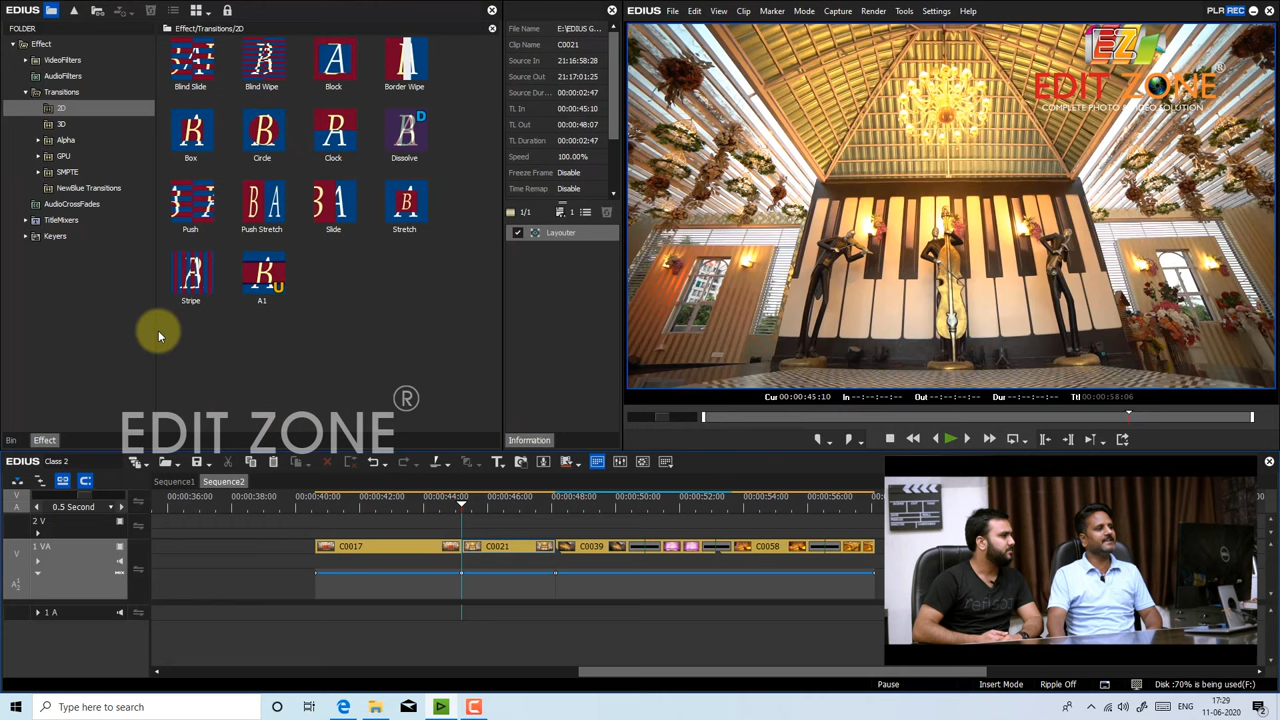 EDIUS
FOLDER
Effect
VideoFilters
AudioFilters
Transitions
2D
3D
Alpha
GPU
SMPTE
NewBlue Transitions
AudioCrossFades
TitleMixers
Keyers
Effect/Transitions/2D
Blind Slide
Blind Wipe
Block
Border Wipe
Box
Circle
Clock
Dissolve
Push
Push Stretch
Slide
Stretch
Stripe
A1
Bin
Effect
EDIT ZONE®
File Name E:\EDIUS G...
Clip Name C0021
Source In 21:16:58:28
Source Out 21:17:01:25
Source Dur... 00:00:02:47
TL In 00:00:45:10
TL Out 00:00:48:07
TL Duration 00:00:02:47
Speed 100.00%
Freeze Frame Disable
Time Remap Disable
1/1 1
Layouter
Information
EDIUS File Edit View Clip Marker Mode Capture Render Tools Settings Help PLR REC
EZ
EDIT ZONE®
COMPLETE PHOTO & VIDEO SOLUTION
Cur 00:00:45:10 In --:--:--:-- Out --:--:--:-- Dur --:--:--:-- Ttl 00:00:58:06
EDIUS Class 2
Sequence1 Sequence2
V
A
0.5 Second
00:00:36:00 00:00:38:00 00:00:40:00 00:00:42:00 00:00:44:00 00:00:46:00 00:00:48:00 00:00:50:00 00:00:52:00 00:00:54:00 00:00:56:00
2 V
V
1 VA
C0017 C0021 C0039 C0058
A12
1 A
Pause Insert Mode Ripple Off Disk :70% is being used(F:)
Type here to search
ENG
17:29
11-06-2020
2